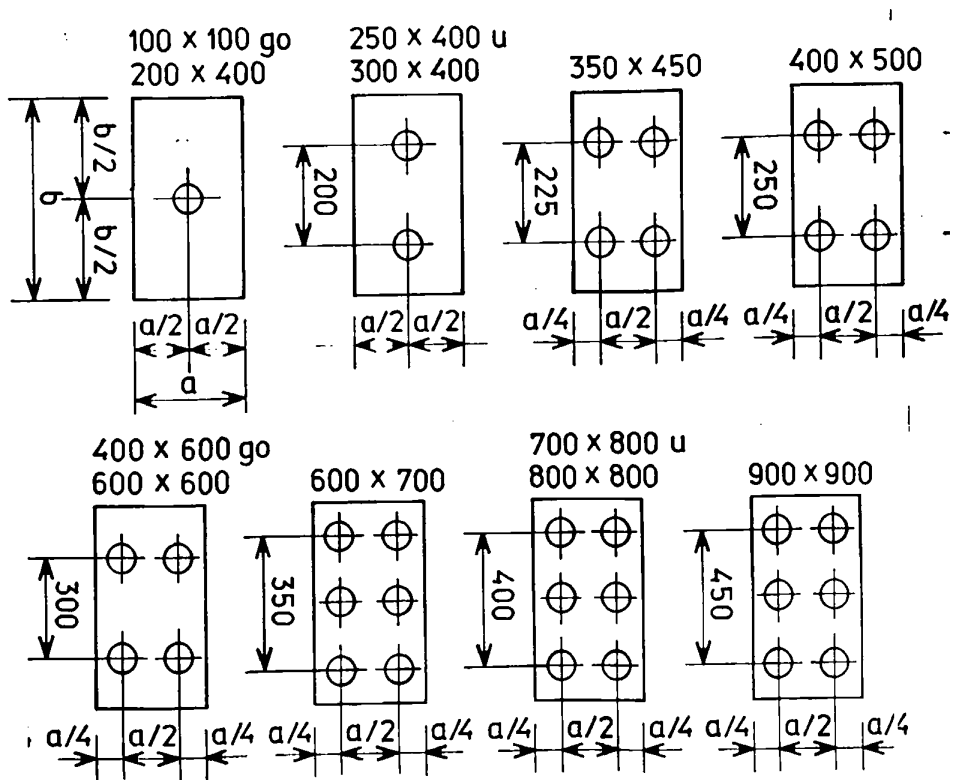 100 × 100 go
200 × 400
b
b/2
b/2
a/2 a/2
a
250 × 400 u
300 × 400
200
a/2 a/2
350 × 450
225
a/4 a/2 a/4
400 × 500
250
a/4 a/2 a/4
400 × 600 go
600 × 600
300
a/4 a/2 a/4
600 × 700
350
a/4 a/2 a/4
700 × 800 u
800 × 800
400
a/4 a/2 a/4
900 × 900
450
a/4 a/2 a/4